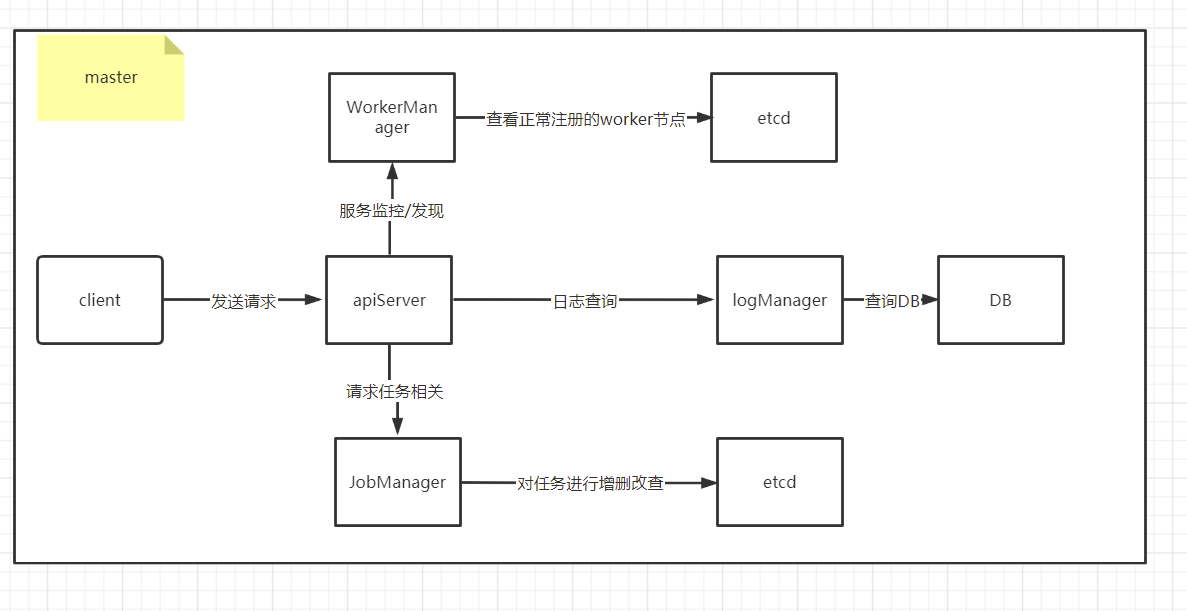 master
WorkerMan
ager
查看正常注册的worker节点
etcd
服务监控/发现
client
发送请求
apiServer
日志查询
logManager
查询DB
DB
请求任务相关
JobManager
对任务进行增删改查
etcd